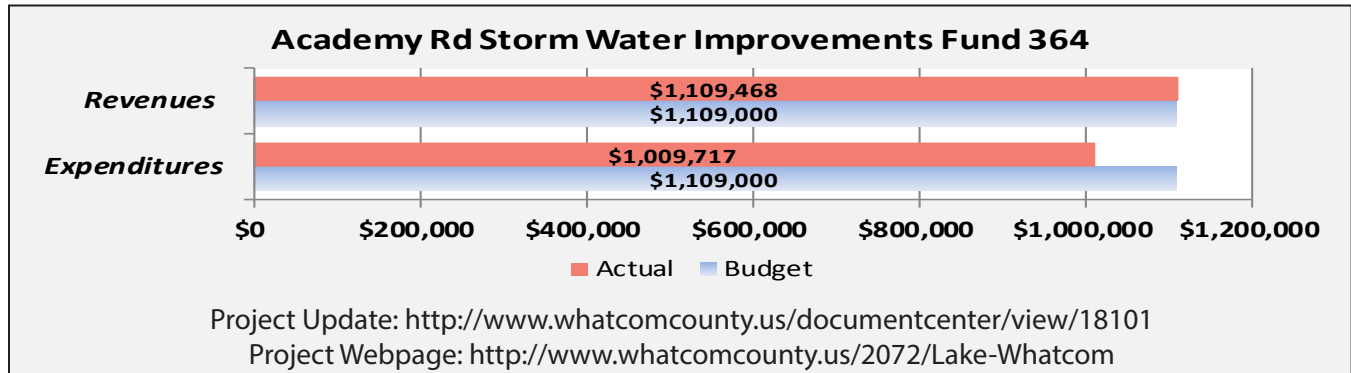 Academy Rd Storm Water Improvements Fund 364
Revenues
$1,109,468
$1,109,000
Expenditures
$1,009,717
$1,109,000
$0 $200,000 $400,000 $600,000 $800,000 $1,000,000 $1,200,000
Actual Budget
Project Update: http://www.whatcomcounty.us/documentcenter/view/18101
Project Webpage: http://www.whatcomcounty.us/2072/Lake-Whatcom